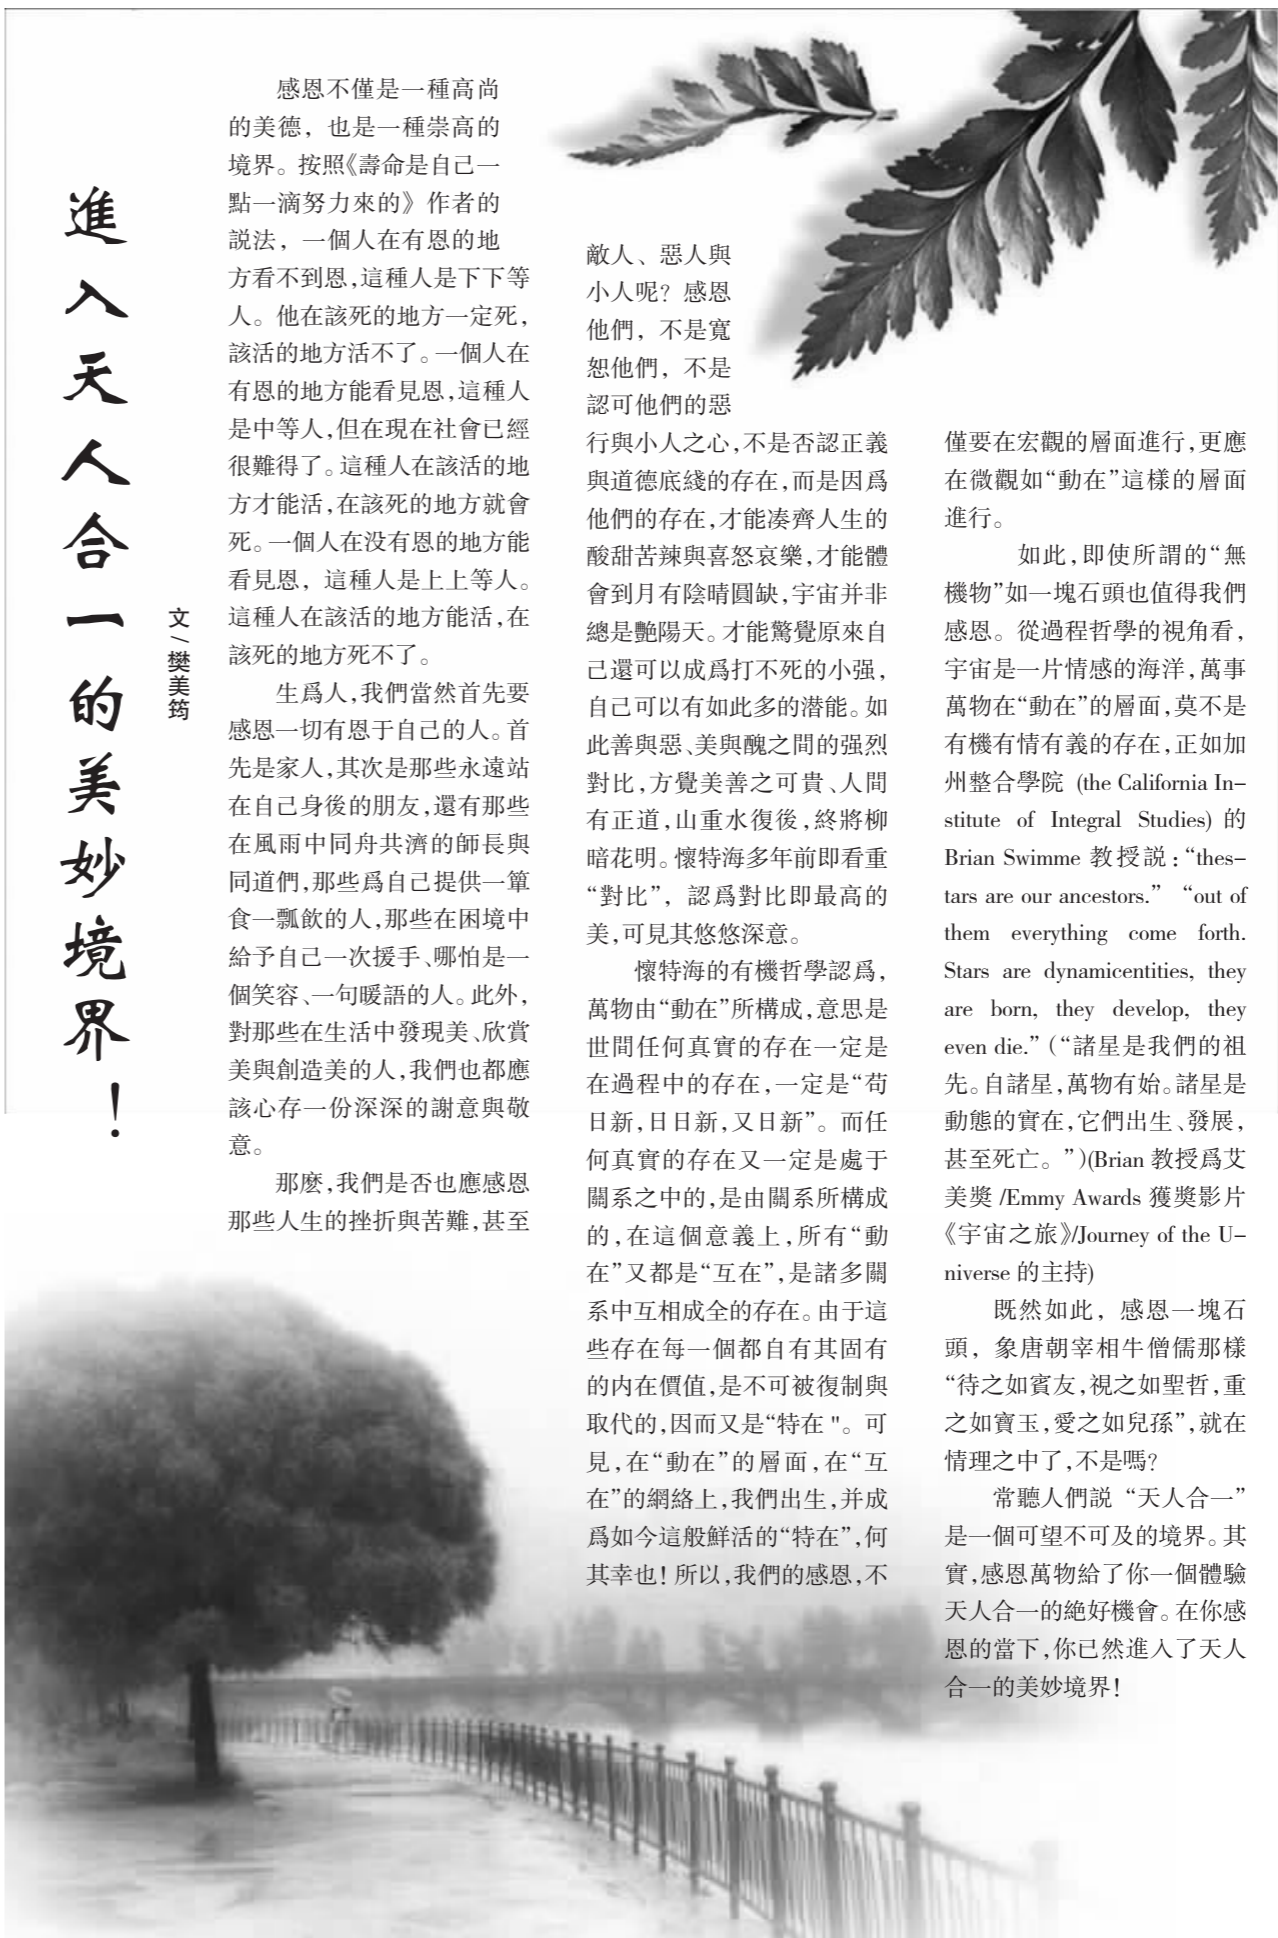 進入天人合一的美妙境界！
文/樊美筠
感恩不僅是一種高尚
的美德，也是一種崇高的
境界。按照《壽命是自己一
點一滴努力來的》作者的
説法，一個人在有恩的地
方看不到恩，這種人是下下等
人。他在該死的地方一定死，
該活的地方活不了。一個人在
有恩的地方能看見恩，這種人
是中等人，但在現在社會已經
很難得了。這種人在該活的地
方才能活，在該死的地方就會
死。一個人在没有恩的地方能
看見恩，這種人是上上等人。
這種人在該活的地方能活，在
該死的地方死不了。
生爲人，我們當然首先要
感恩一切有恩于自己的人。首
先是家人，其次是那些永遠站
在自己身後的朋友，還有那些
在風雨中同舟共濟的師長與
同道們，那些爲自己提供一簞
食一瓢飲的人，那些在困境中
給予自己一次援手、哪怕是一
個笑容、一句暖語的人。此外，
對那些在生活中發現美、欣賞
美與創造美的人，我們也都應
該心存一份深深的謝意與敬
意。
那麽，我們是否也應感恩
那些人生的挫折與苦難，甚至
敵人、惡人與
小人呢？感恩
他們，不是寬
恕他們，不是
認可他們的惡
行與小人之心，不是否認正義
與道德底綫的存在，而是因爲
他們的存在，才能凑齊人生的
酸甜苦辣與喜怒哀樂，才能體
會到月有陰晴圓缺，宇宙并非
總是艷陽天。才能驚覺原來自
己還可以成爲打不死的小强，
自己可以有如此多的潜能。如
此善與惡、美與醜之間的强烈
對比，方覺美善之可貴、人間
有正道，山重水復後，終將柳
暗花明。懷特海多年前即看重
“對比”，認爲對比即最高的
美，可見其悠悠深意。
懷特海的有機哲學認爲，
萬物由“動在”所構成，意思是
世間任何真實的存在一定是
在過程中的存在，一定是“苟
日新，日日新，又日新”。而任
何真實的存在又一定是處于
關系之中的，是由關系所構成
的，在這個意義上，所有“動
在”又都是“互在”，是諸多關
系中互相成全的存在。由于這
些存在每一個都自有其固有
的内在價值，是不可被復制與
取代的，因而又是“特在"。可
見，在“動在”的層面，在“互
在”的網絡上，我們出生，并成
爲如今這般鮮活的“特在”，何
其幸也！所以，我們的感恩，不
僅要在宏觀的層面進行，更應
在微觀如“動在”這樣的層面
進行。
如此，即使所謂的“無
機物”如一塊石頭也值得我們
感恩。從過程哲學的視角看，
宇宙是一片情感的海洋，萬事
萬物在“動在”的層面，莫不是
有機有情有義的存在，正如加
州整合學院 (the California In-
stitute of Integral Studies) 的
Brian Swimme 教授説：“thes-
tars are our ancestors.” “out of
them everything come forth.
Stars are dynamicentities, they
are born, they develop, they
even die.”（“諸星是我們的祖
先。自諸星，萬物有始。諸星是
動態的實在，它們出生、發展，
甚至死亡。”)(Brian 教授爲艾
美獎 /Emmy Awards 獲獎影片
《宇宙之旅》/Journey of the U-
niverse 的主持)
既然如此，感恩一塊石
頭，象唐朝宰相牛僧儒那樣
“待之如賓友，視之如聖哲，重
之如寶玉，愛之如兒孫”，就在
情理之中了，不是嗎？
常聽人們説“天人合一”
是一個可望不可及的境界。其
實，感恩萬物給了你一個體驗
天人合一的絶好機會。在你感
恩的當下，你已然進入了天人
合一的美妙境界！